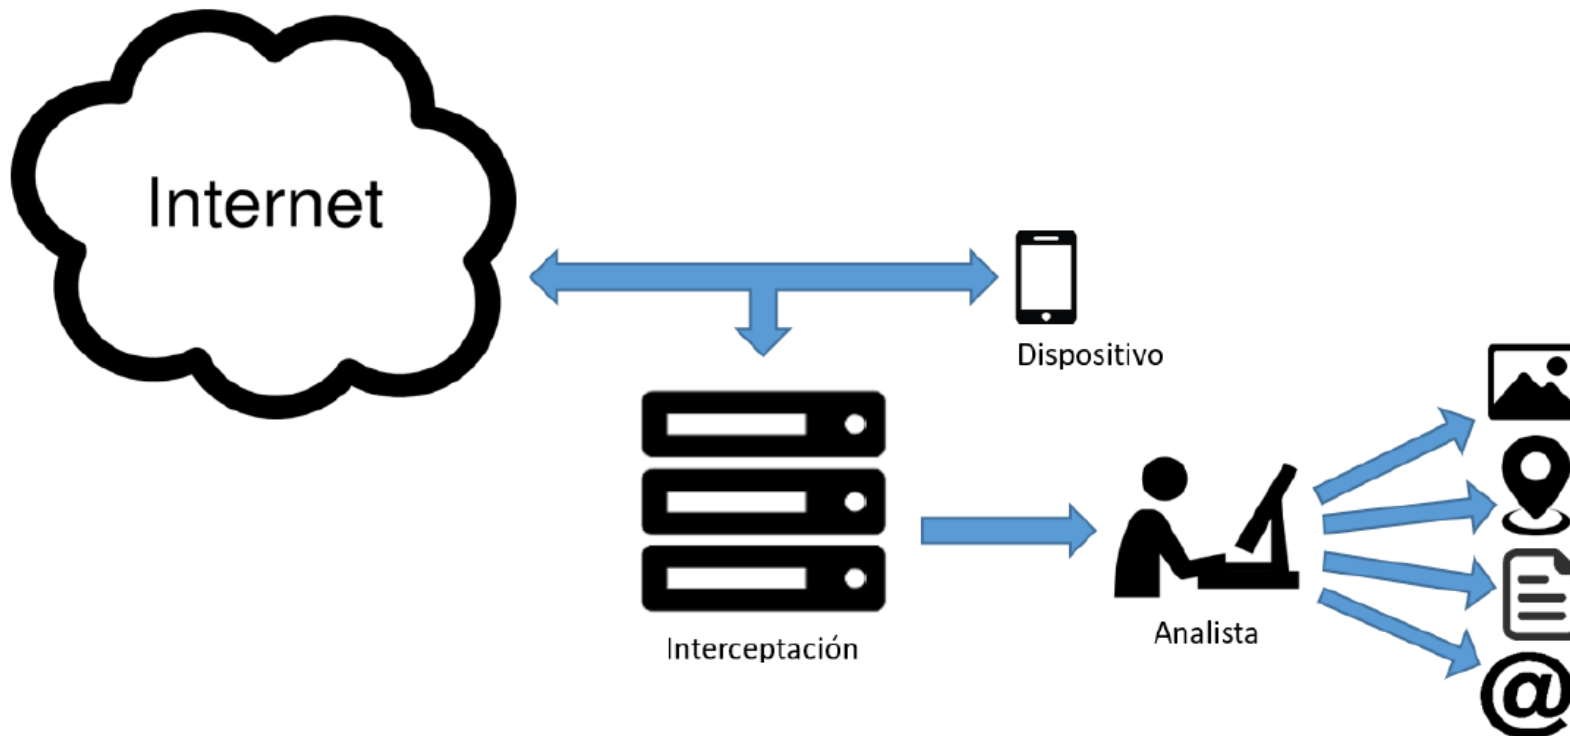 Internet
Dispositivo
Interceptación
Analista
@